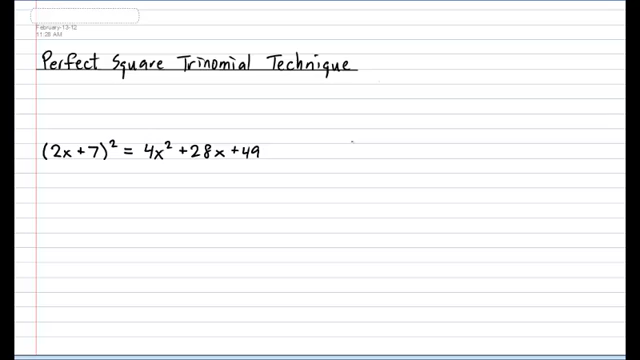 February-13-12
11:28 AM
Perfect Square Trinomial Technique
(2x + 7)² = 4x² + 28x + 49